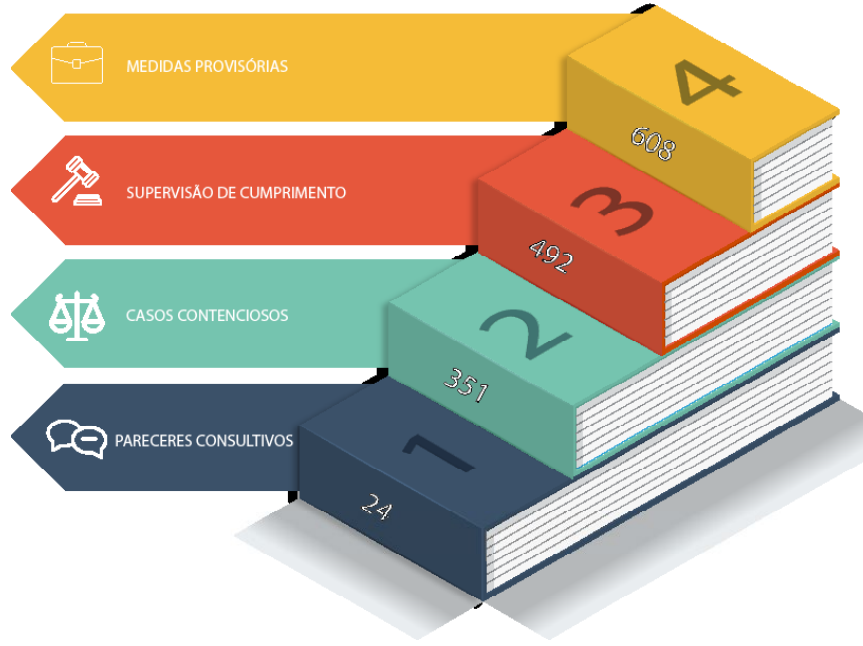 MEDIDAS PROVISÓRIAS
4
608
SUPERVISÃO DE CUMPRIMENTO
3
492
CASOS CONTENCIOSOS
2
351
PARECERES CONSULTIVOS
1
24